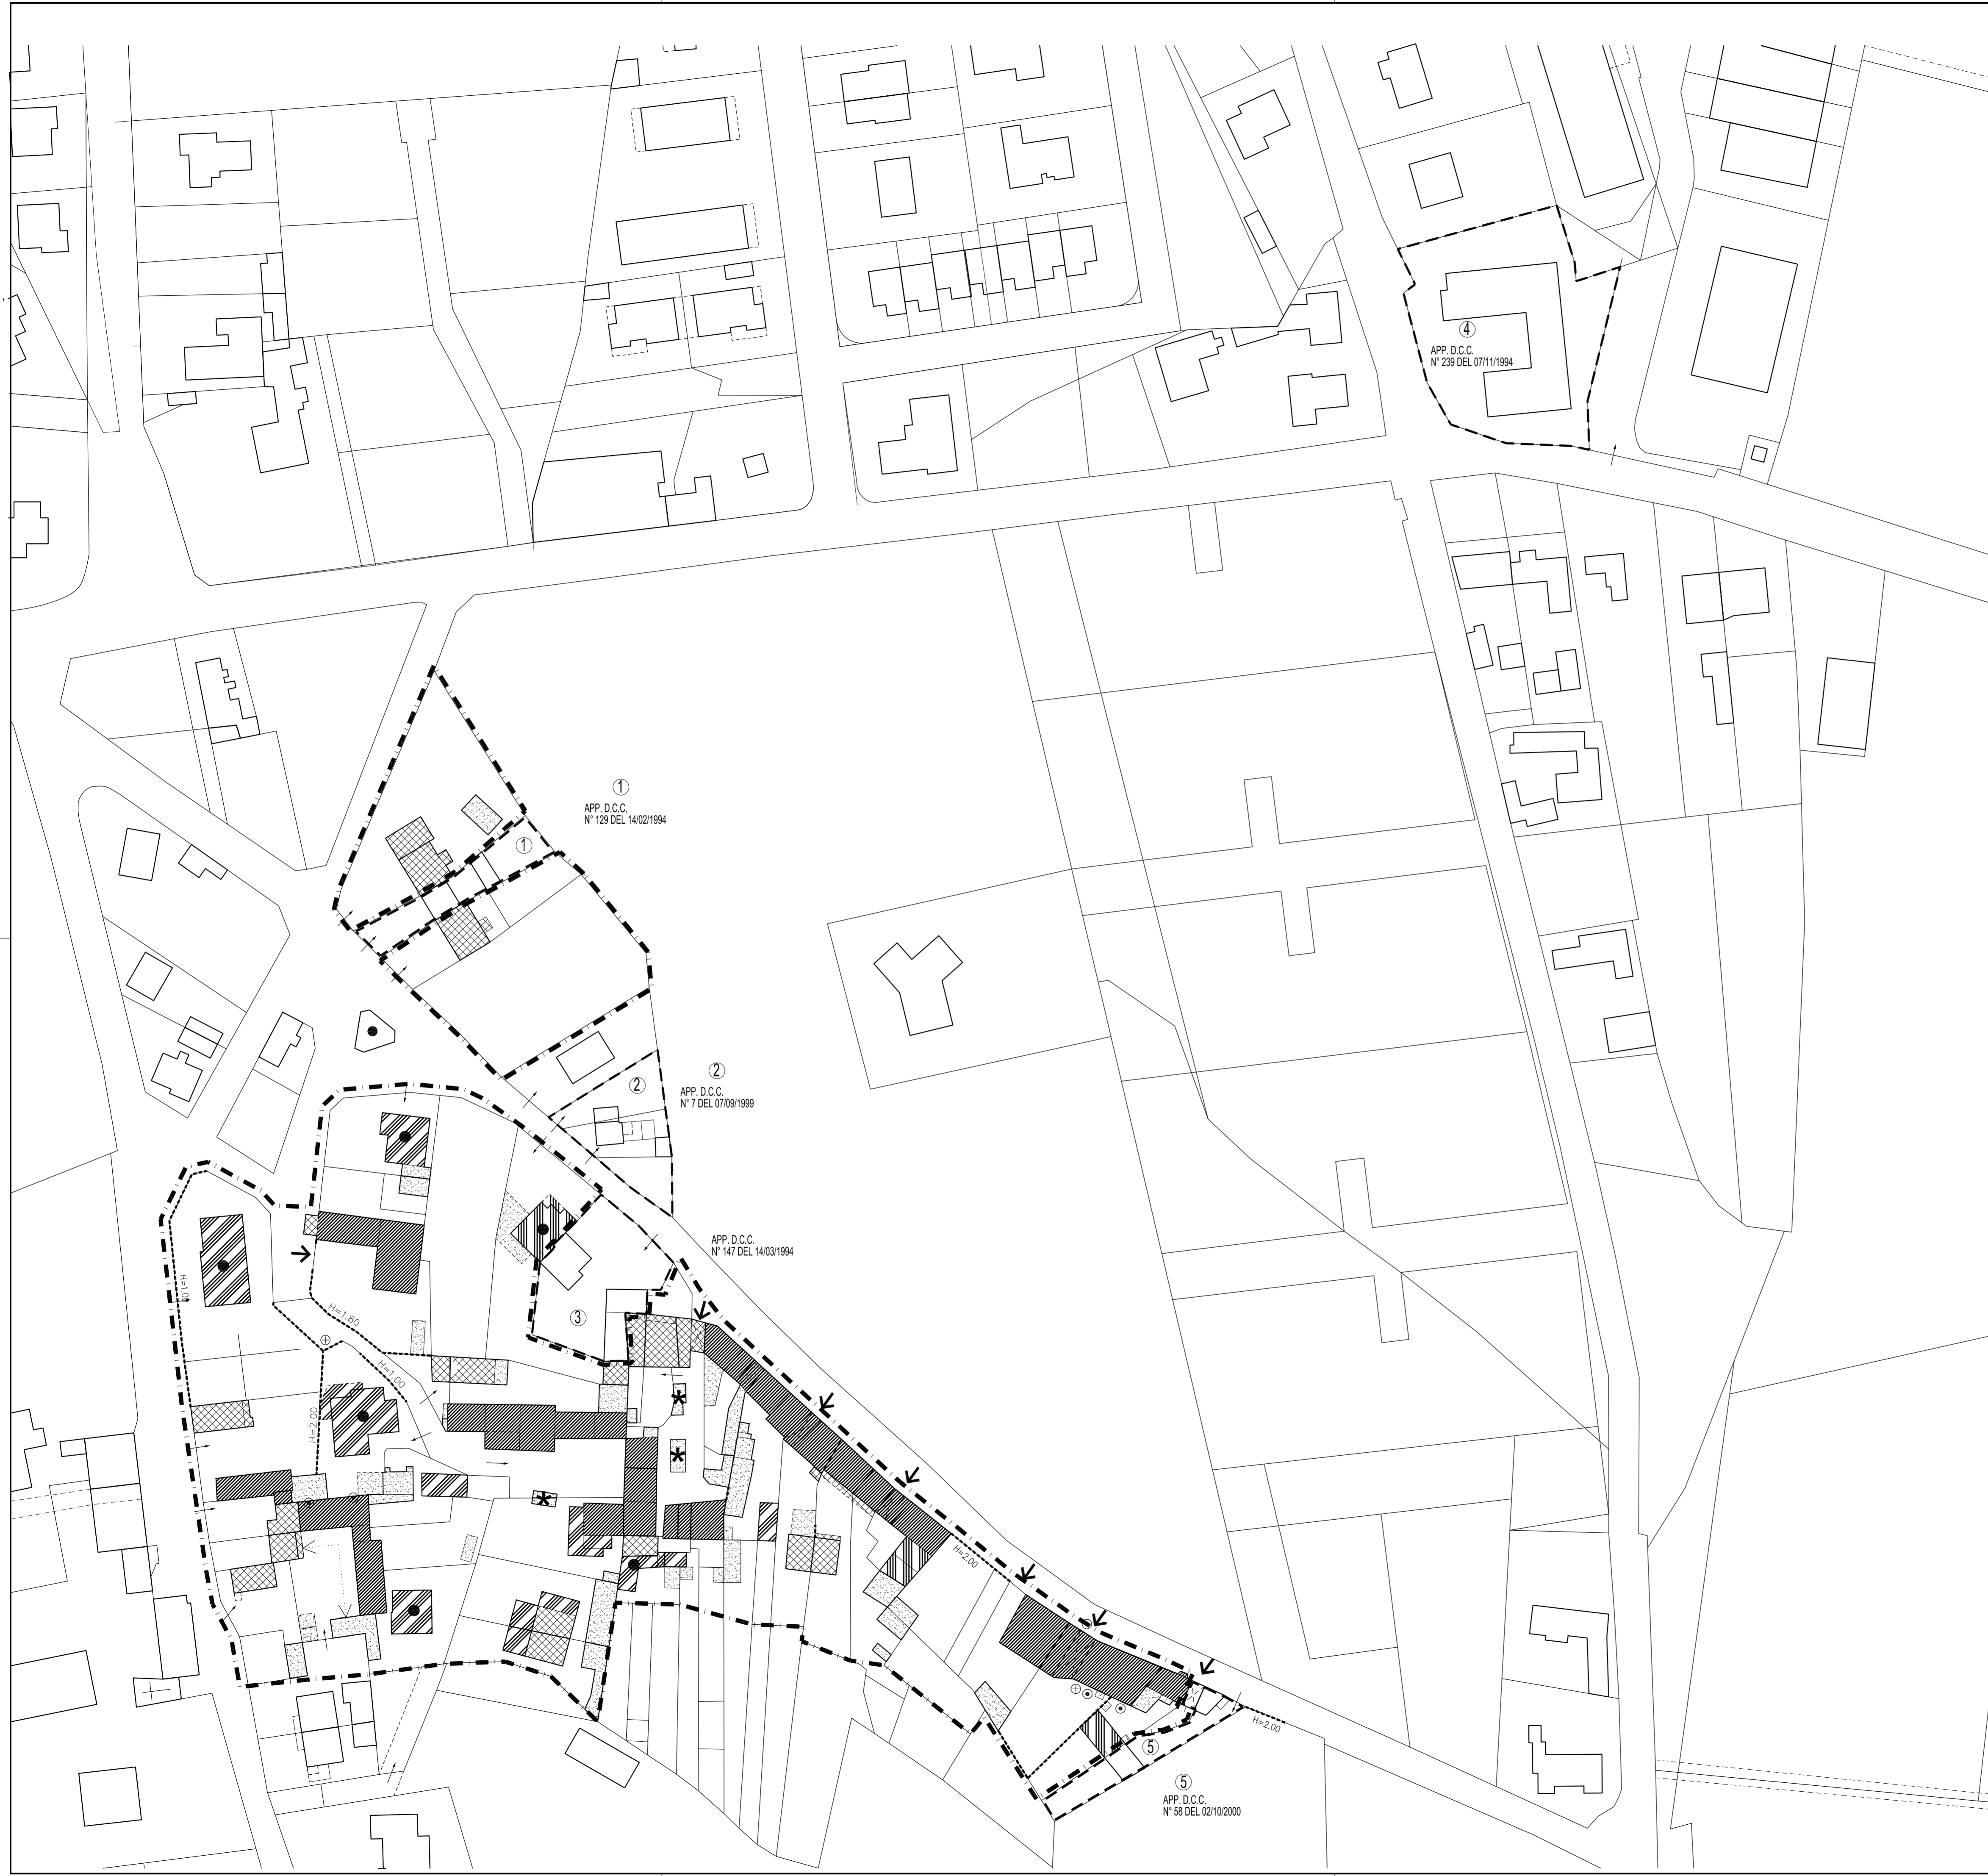 4
APP. D.C.C.
N° 239 DEL 07/11/1994
1
APP. D.C.C.
N° 129 DEL 14/02/1994
1
2
APP. D.C.C.
N° 7 DEL 07/09/1999
2
APP. D.C.C.
N° 147 DEL 14/03/1994
H=1.00
H=1.80
3
H=1.00
H=2.00
H=2.00
H=2.00
5
5
APP. D.C.C.
N° 58 DEL 02/10/2000